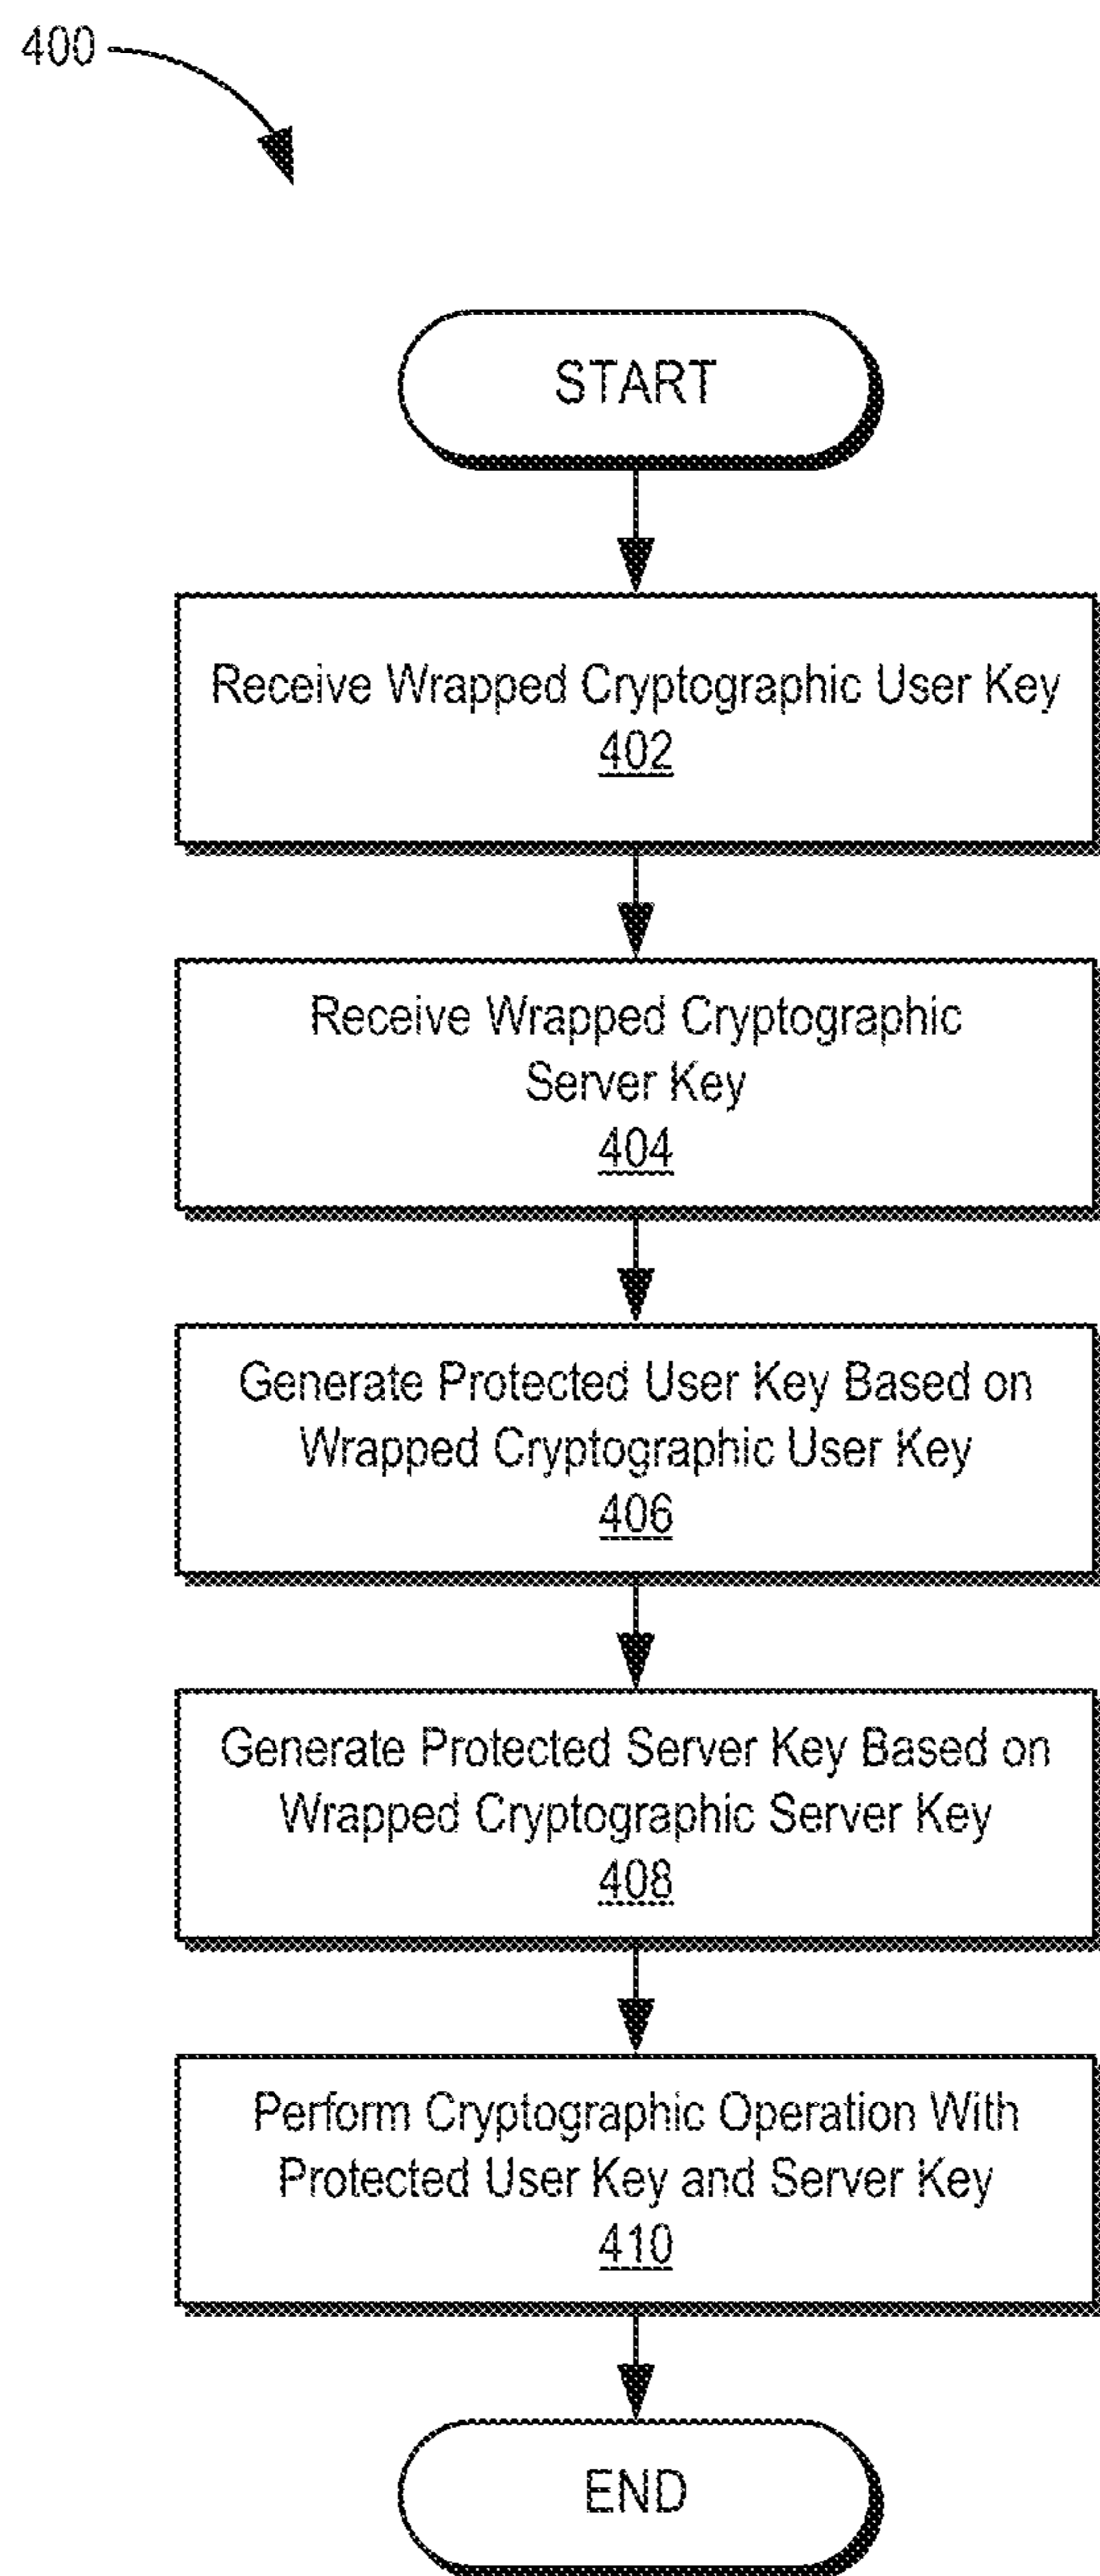 400
START
Receive Wrapped Cryptographic User Key
402
Receive Wrapped Cryptographic
Server Key
404
Generate Protected User Key Based on
Wrapped Cryptographic User Key
406
Generate Protected Server Key Based on
Wrapped Cryptographic Server Key
408
Perform Cryptographic Operation With
Protected User Key and Server Key
410
END